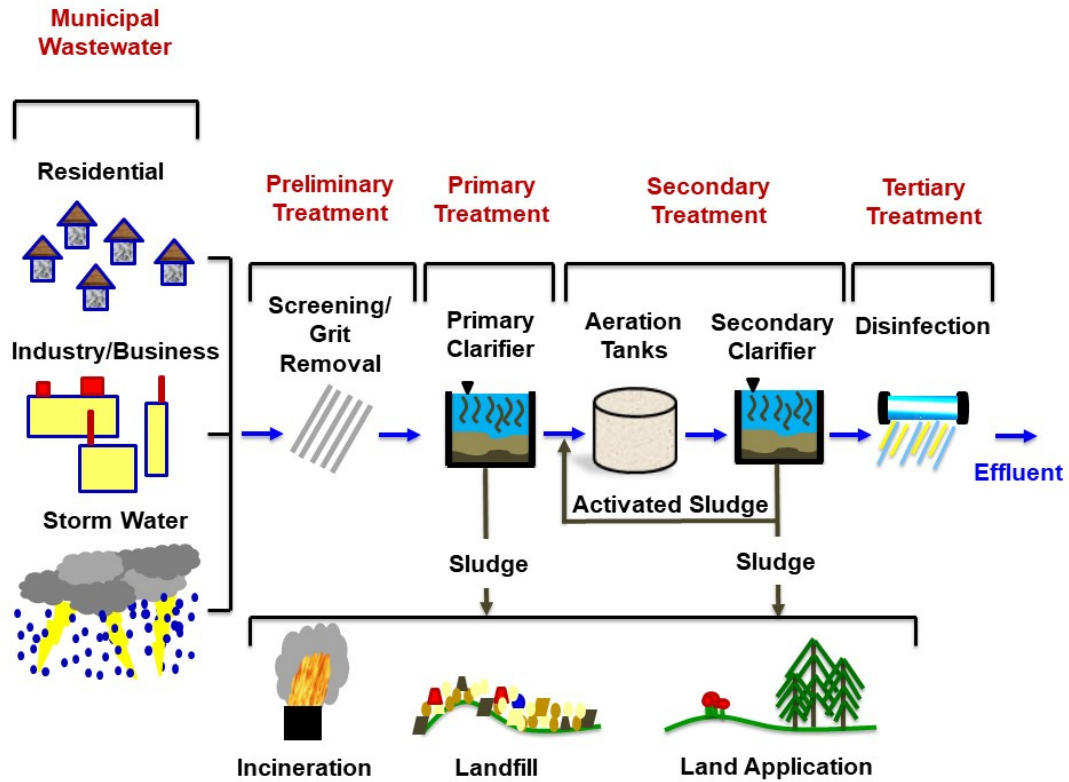 Municipal
Wastewater
Residential
Industry/Business
Storm Water
Preliminary
Treatment
Primary
Treatment
Secondary
Treatment
Tertiary
Treatment
Screening/
Grit
Removal
Primary
Clarifier
Aeration
Tanks
Secondary
Clarifier
Disinfection
Effluent
Activated Sludge
Sludge
Sludge
Incineration
Landfill
Land Application